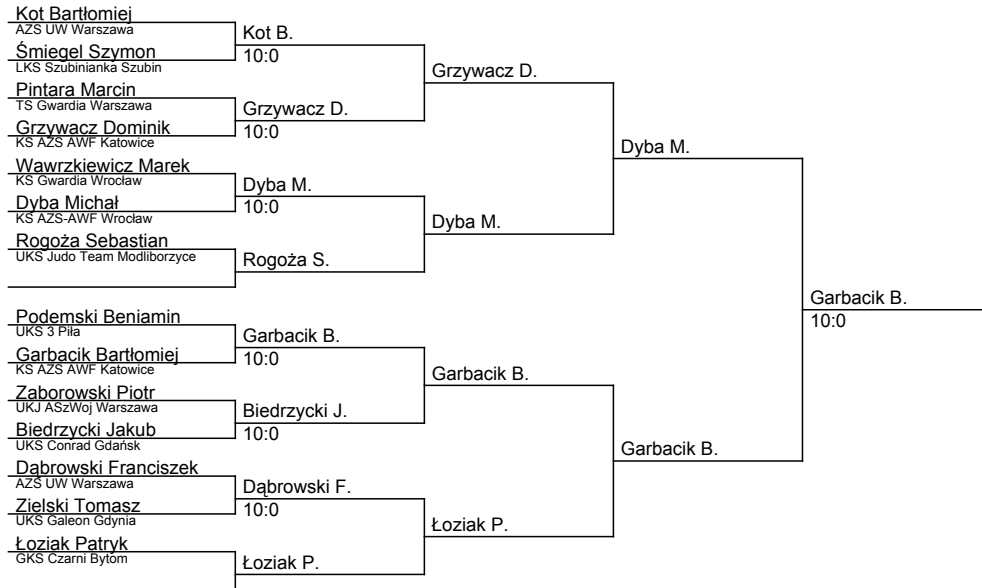 Kot Bartłomiej
AZS UW Warszawa
Śmiegel Szymon
LKS Szubinianka Szubin
Pintara Marcin
TS Gwardia Warszawa
Grzywacz Dominik
KS AZS AWF Katowice
Wawrzkiewicz Marek
KS Gwardia Wrocław
Dyba Michał
KS AZS-AWF Wrocław
Rogoża Sebastian
UKS Judo Team Modliborzyce
Podemski Beniamin
UKS 3 Piła
Garbacik Bartłomiej
KS AZS AWF Katowice
Zaborowski Piotr
UKJ ASzWoj Warszawa
Biedrzycki Jakub
UKS Conrad Gdańsk
Dąbrowski Franciszek
AZS UW Warszawa
Zielski Tomasz
UKS Galeon Gdynia
Łoziak Patryk
GKS Czarni Bytom
Kot B.
10:0
Grzywacz D.
10:0
Dyba M.
10:0
Rogoża S.
Garbacik B.
10:0
Biedrzycki J.
10:0
Dąbrowski F.
10:0
Łoziak P.
Grzywacz D.
Dyba M.
Garbacik B.
Łoziak P.
Dyba M.
Garbacik B.
Garbacik B.
10:0